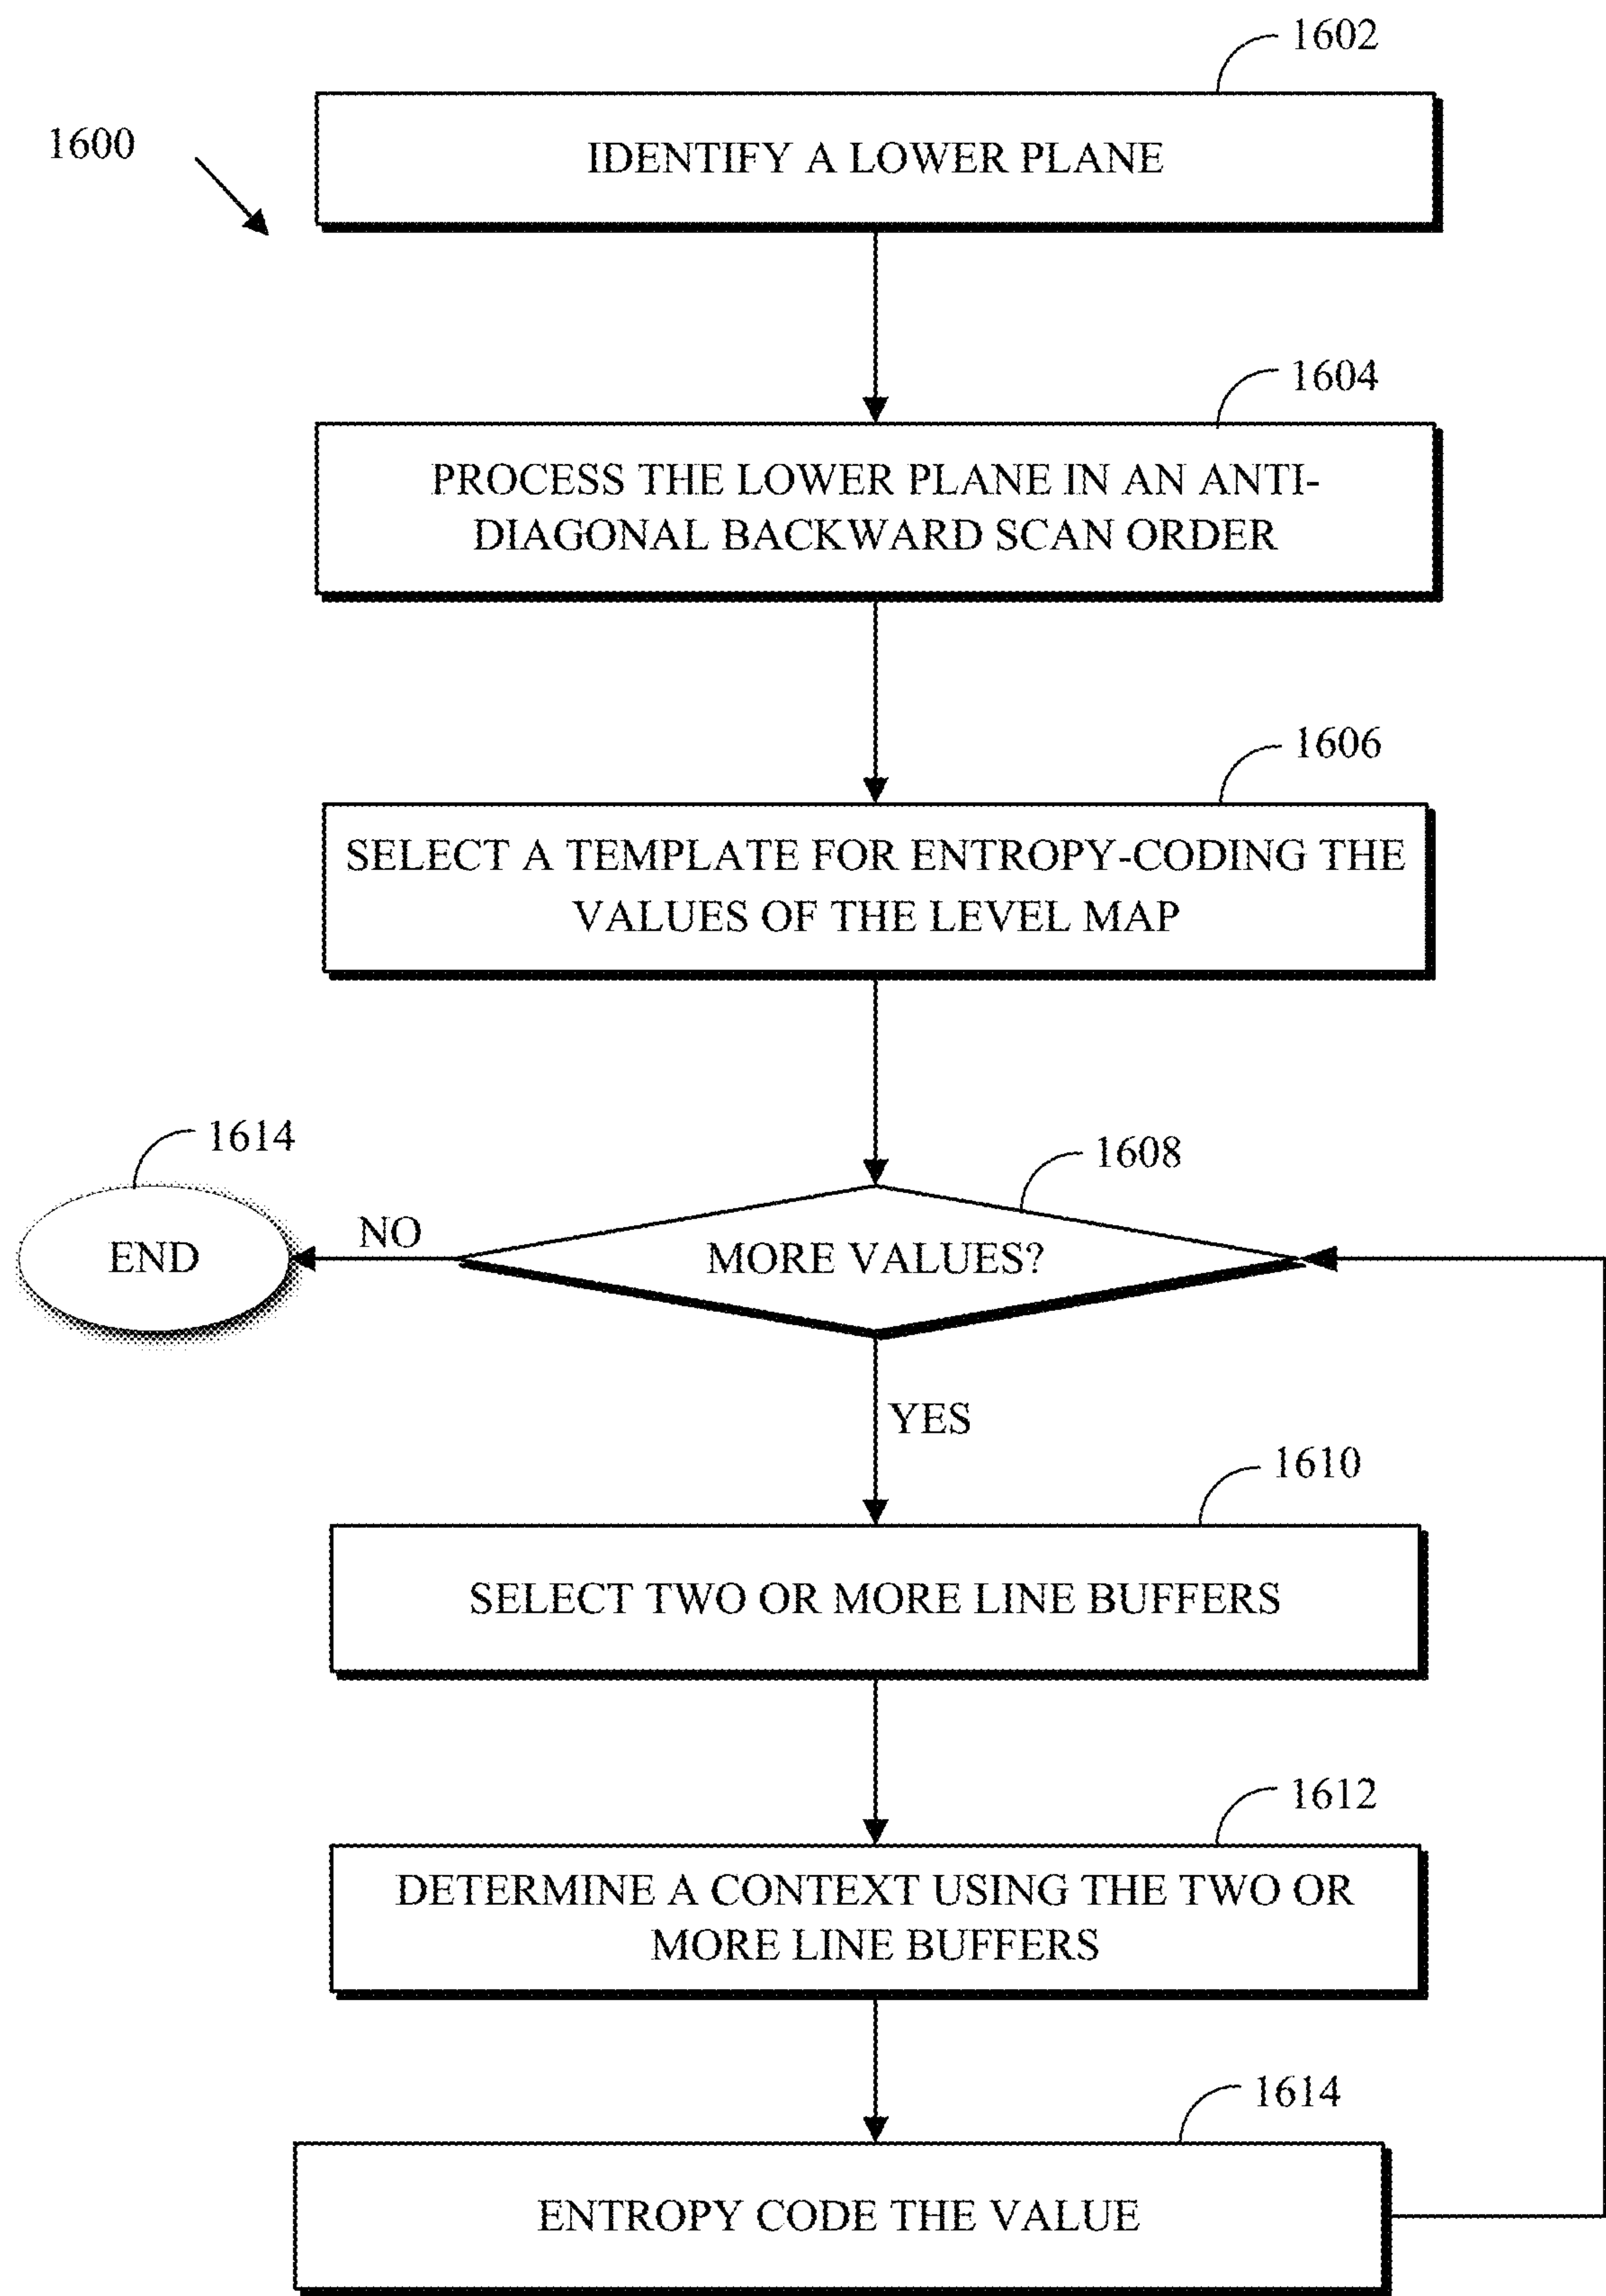 1602
1600
IDENTIFY A LOWER PLANE
1604
PROCESS THE LOWER PLANE IN AN ANTI-
DIAGONAL BACKWARD SCAN ORDER
1606
SELECT A TEMPLATE FOR ENTROPY-CODING THE
VALUES OF THE LEVEL MAP
1614
1608
END
NO
MORE VALUES?
YES
1610
SELECT TWO OR MORE LINE BUFFERS
1612
DETERMINE A CONTEXT USING THE TWO OR
MORE LINE BUFFERS
1614
ENTROPY CODE THE VALUE